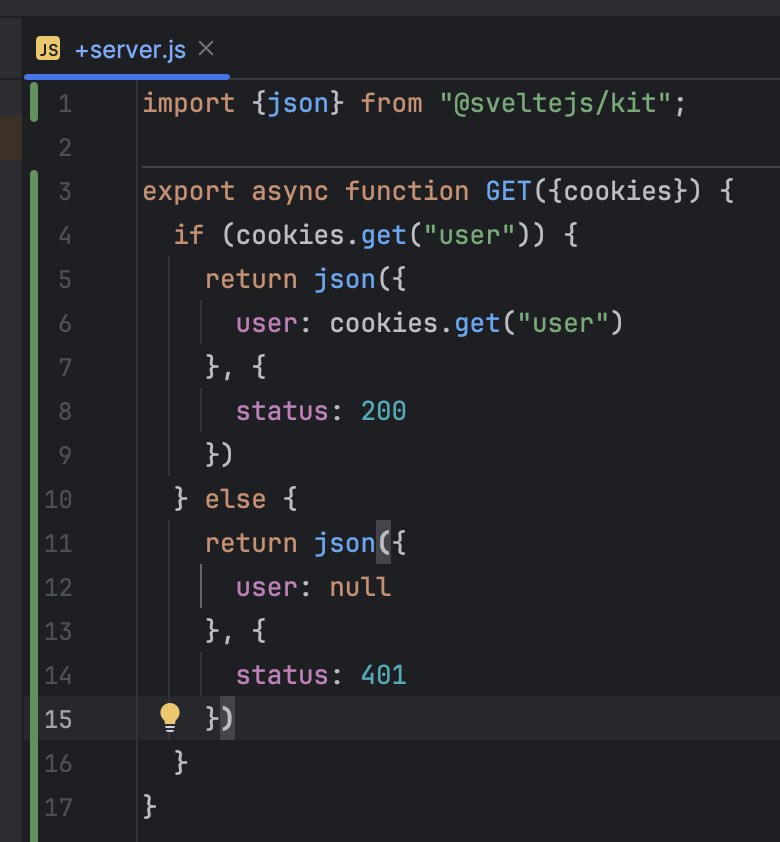 JS +server.js
1 import {json} from "@sveltejs/kit";
2
3 export async function GET({cookies}) {
4   if (cookies.get("user")) {
5     return json({
6       user: cookies.get("user")
7     }, {
8       status: 200
9     })
10   } else {
11     return json({
12       user: null
13     }, {
14       status: 401
15     })
16   }
17 }